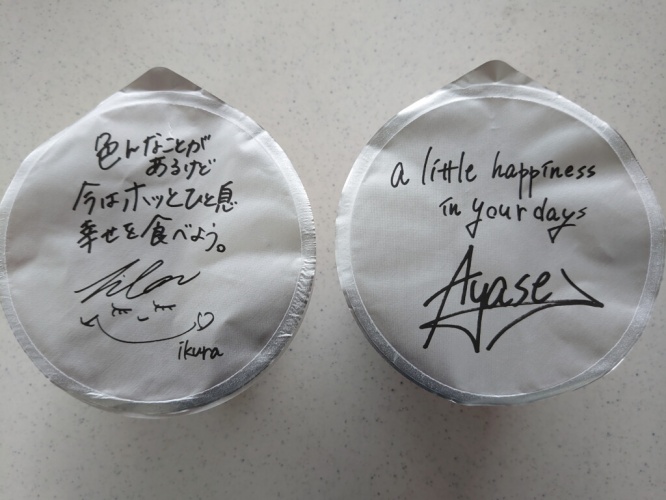 色んなことが
あるけど
今はホッとひと息
幸せを食べよう。
ikura
a little happiness
in your days
Ayase